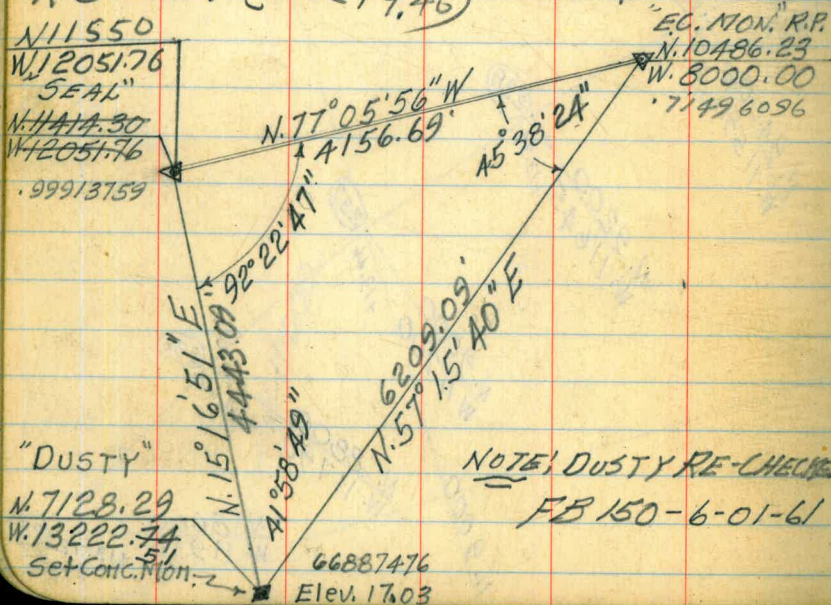 "E.C. MON." R.P.
N. 10486.23
W. 8000.00
.71496096
N11550
W.12051.76
"SEAL"
N.11414.30
W12051.76
.99913759
N. 77°05'56" W
4156.69'
45°38'24"
92°22'47"
N. 15°16'51" E
4443.09'
41°58'49"
6209.09'
N. 57°15'40" E
"DUSTY"
N. 7128.29
W. 13222.74
51
Set Conc. Mon.
66887476
Elev. 17.03
NOTE! DUSTY RE-CHECKE
FB 150-6-01-61